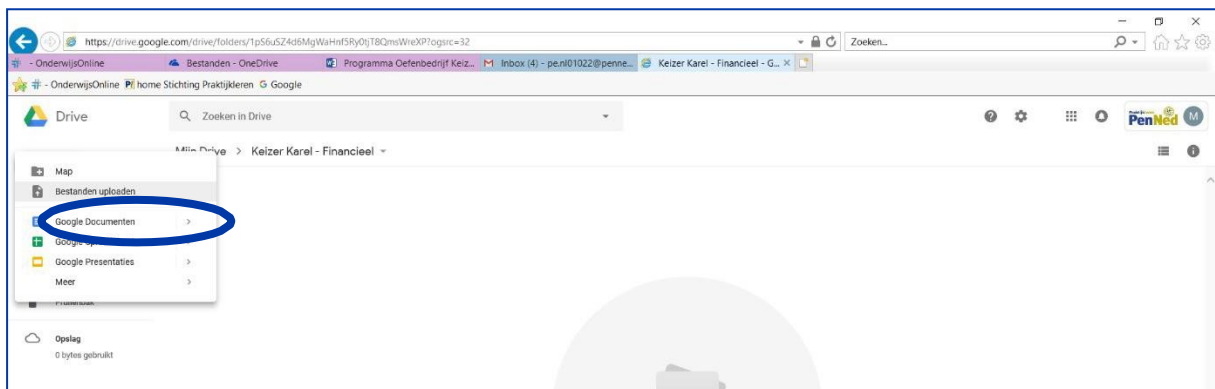 https://drive.google.com/drive/folders/1pS6uSZ4d6MgWaHnf5Ry0tjT8QmsWreXP?ogsrc=32
Zoeken...
- OnderwijsOnline
Bestanden - OneDrive
Programma Oefenbedrijf Keiz...
Inbox (4) - pe.nl01022@penne...
Keizer Karel - Financieel - G...
- OnderwijsOnline
home Stichting Praktijkleren
Google
Drive
Zoeken in Drive
PenNed
M
Mijn Drive > Keizer Karel - Financieel
Map
Bestanden uploaden
Google Documenten
Google
Google Presentaties
Meer
Prullenbak
Opslag
0 bytes gebruikt